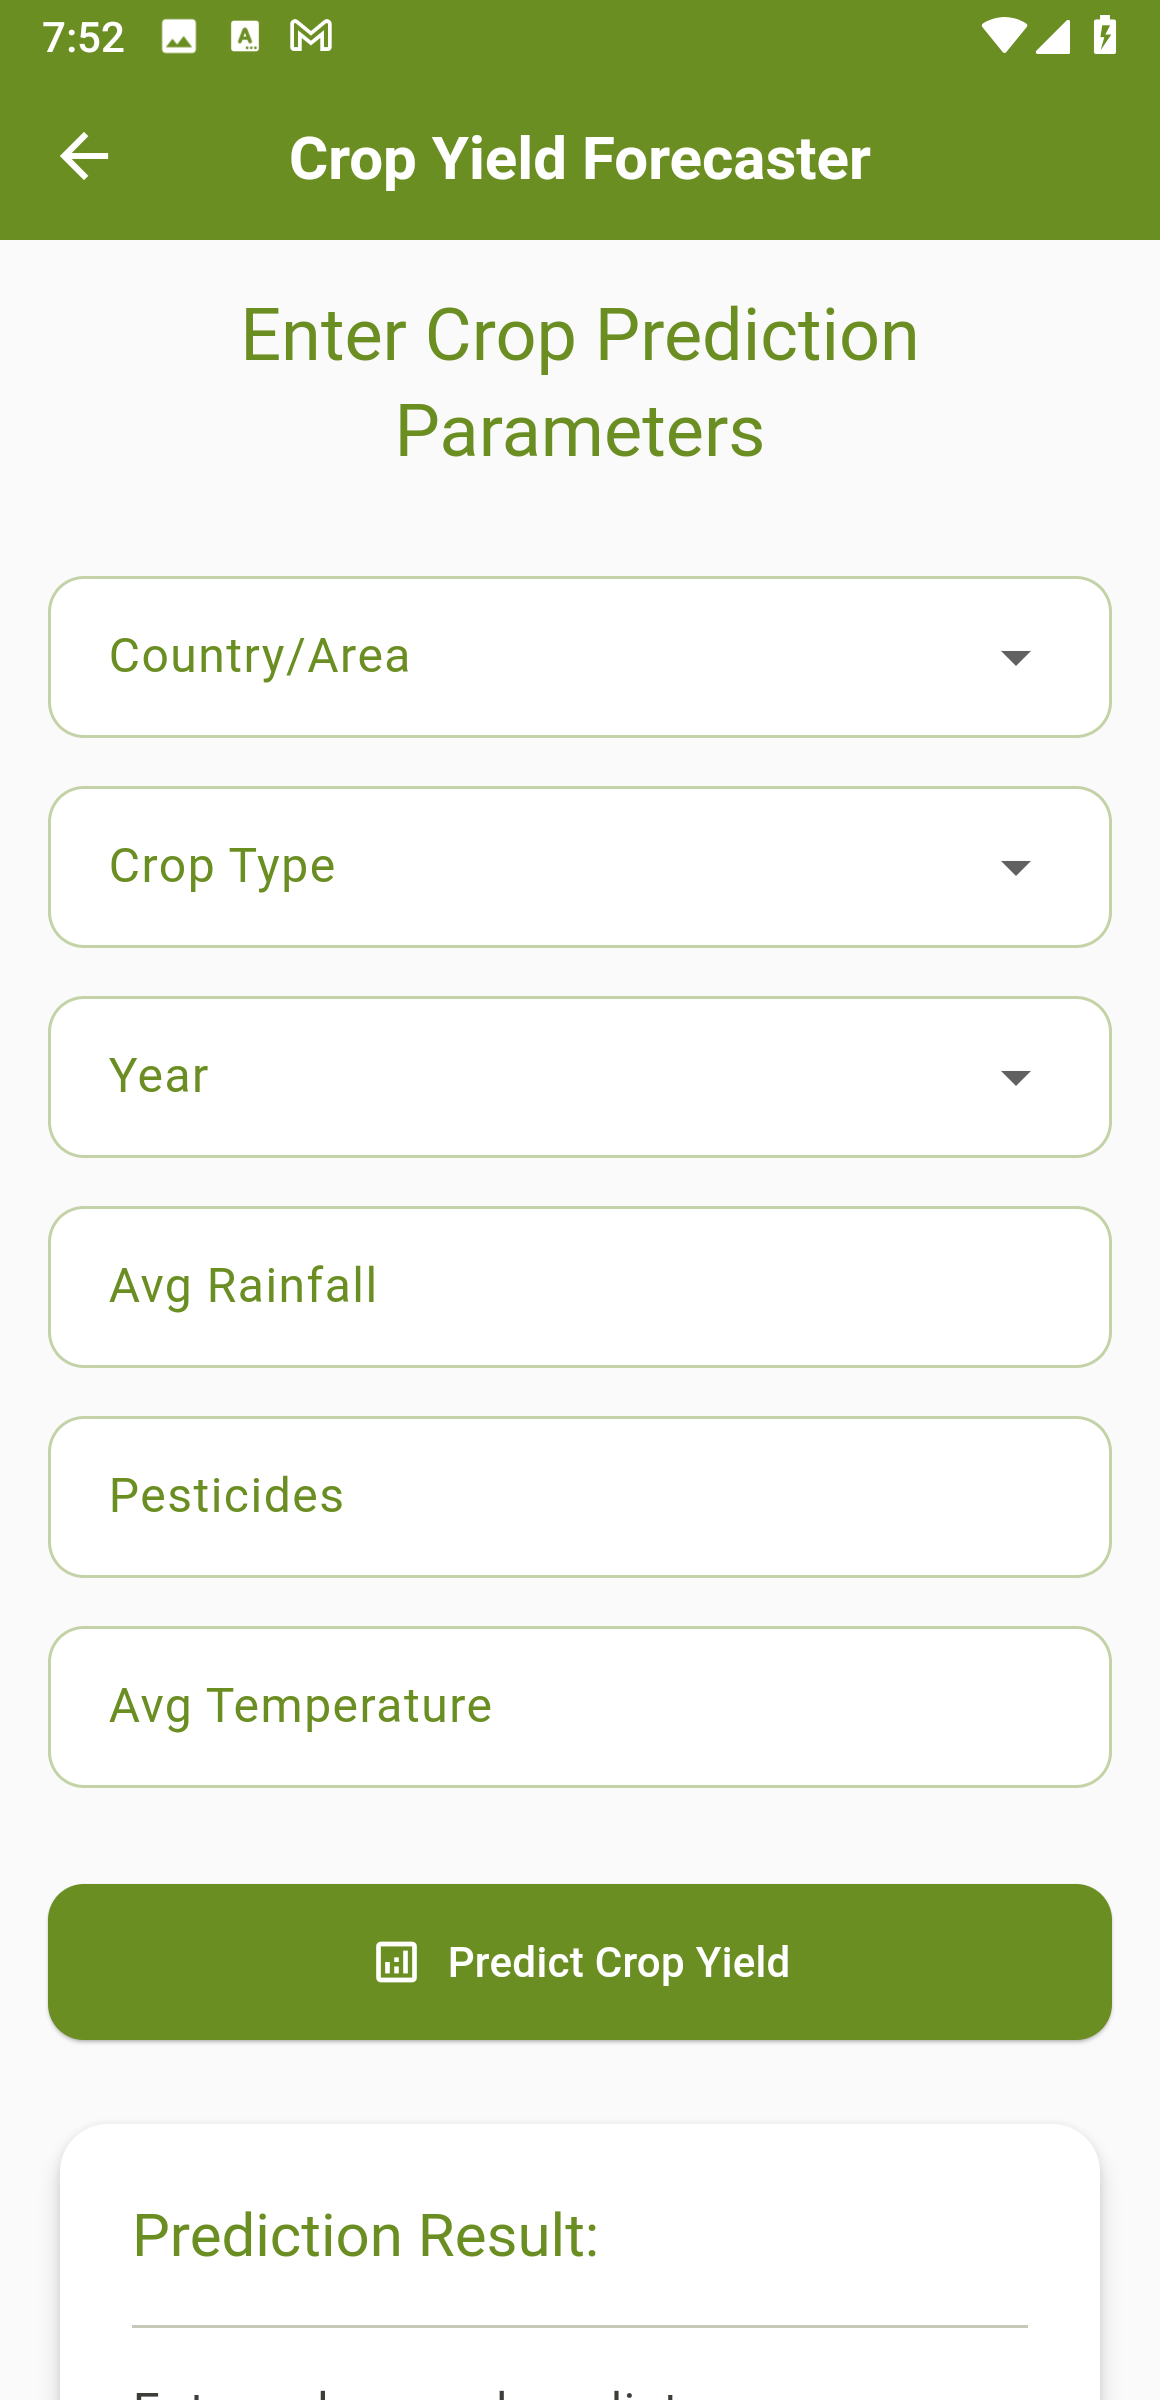 7:52
Crop Yield Forecaster
Enter Crop Prediction
Parameters
Country/Area
Crop Type
Year
Avg Rainfall
Pesticides
Avg Temperature
Predict Crop Yield
Prediction Result: